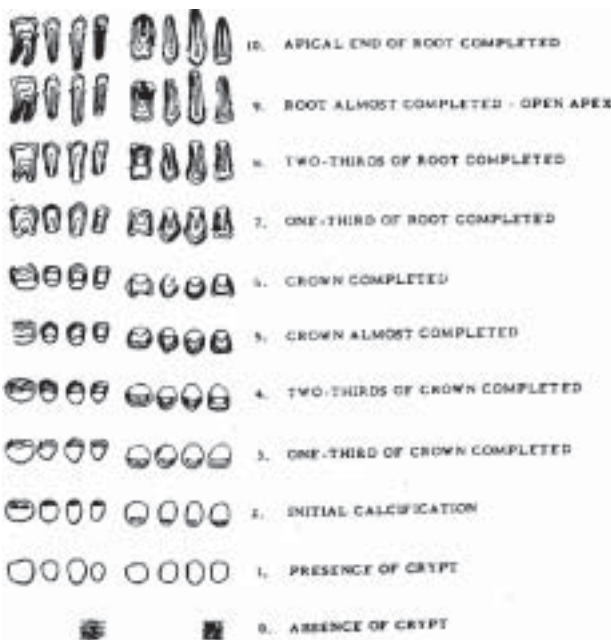 10. APICAL END OF ROOT COMPLETED
9. ROOT ALMOST COMPLETED - OPEN APEX
8. TWO-THIRDS OF ROOT COMPLETED
7. ONE-THIRD OF ROOT COMPLETED
6. CROWN COMPLETED
5. CROWN ALMOST COMPLETED
4. TWO-THIRDS OF CROWN COMPLETED
3. ONE-THIRD OF CROWN COMPLETED
2. INITIAL CALCIFICATION
1. PRESENCE OF CRYPT
0. ABSENCE OF CRYPT